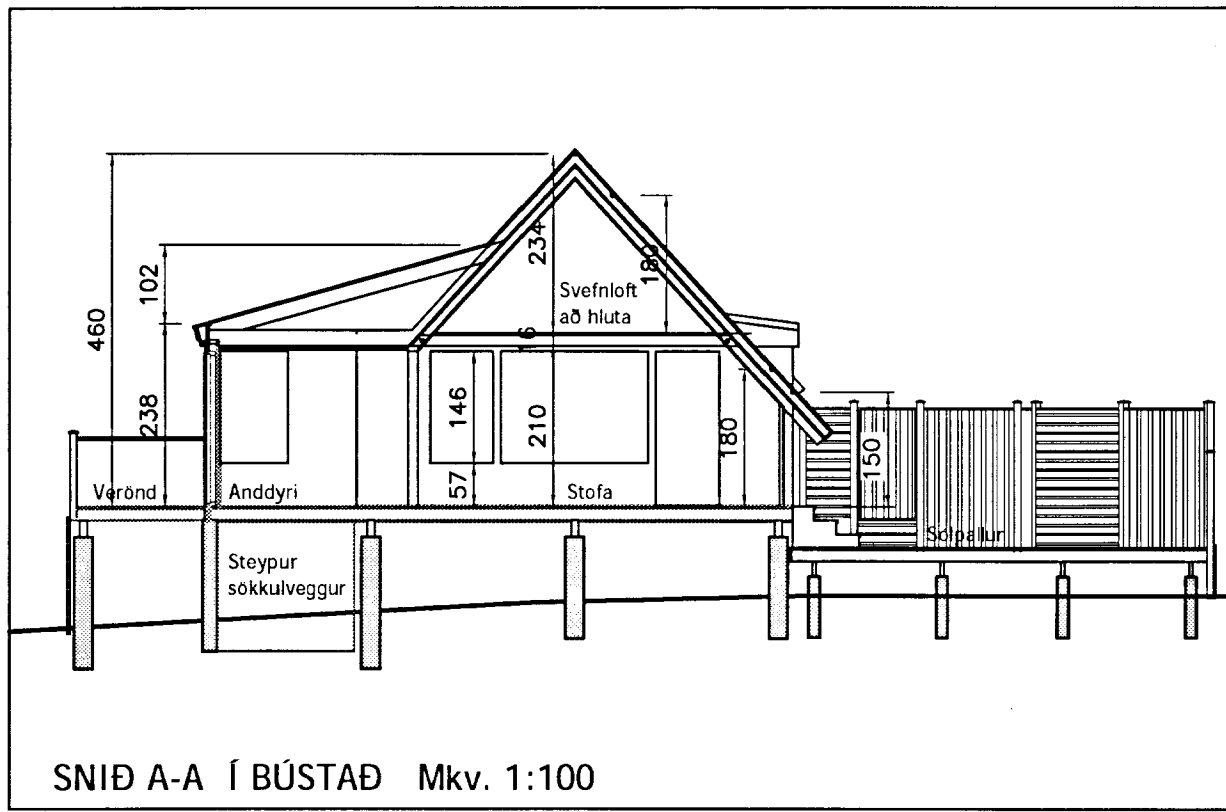 460
102
238
234
180
Svefnloft
að hluta
16
146
210
180
150
57
Verönd
Anddyri
Stofa
Sólpallur
Steypur
sökkulveggur
SNIÐ A-A Í BÚSTAÐ Mkv. 1:100